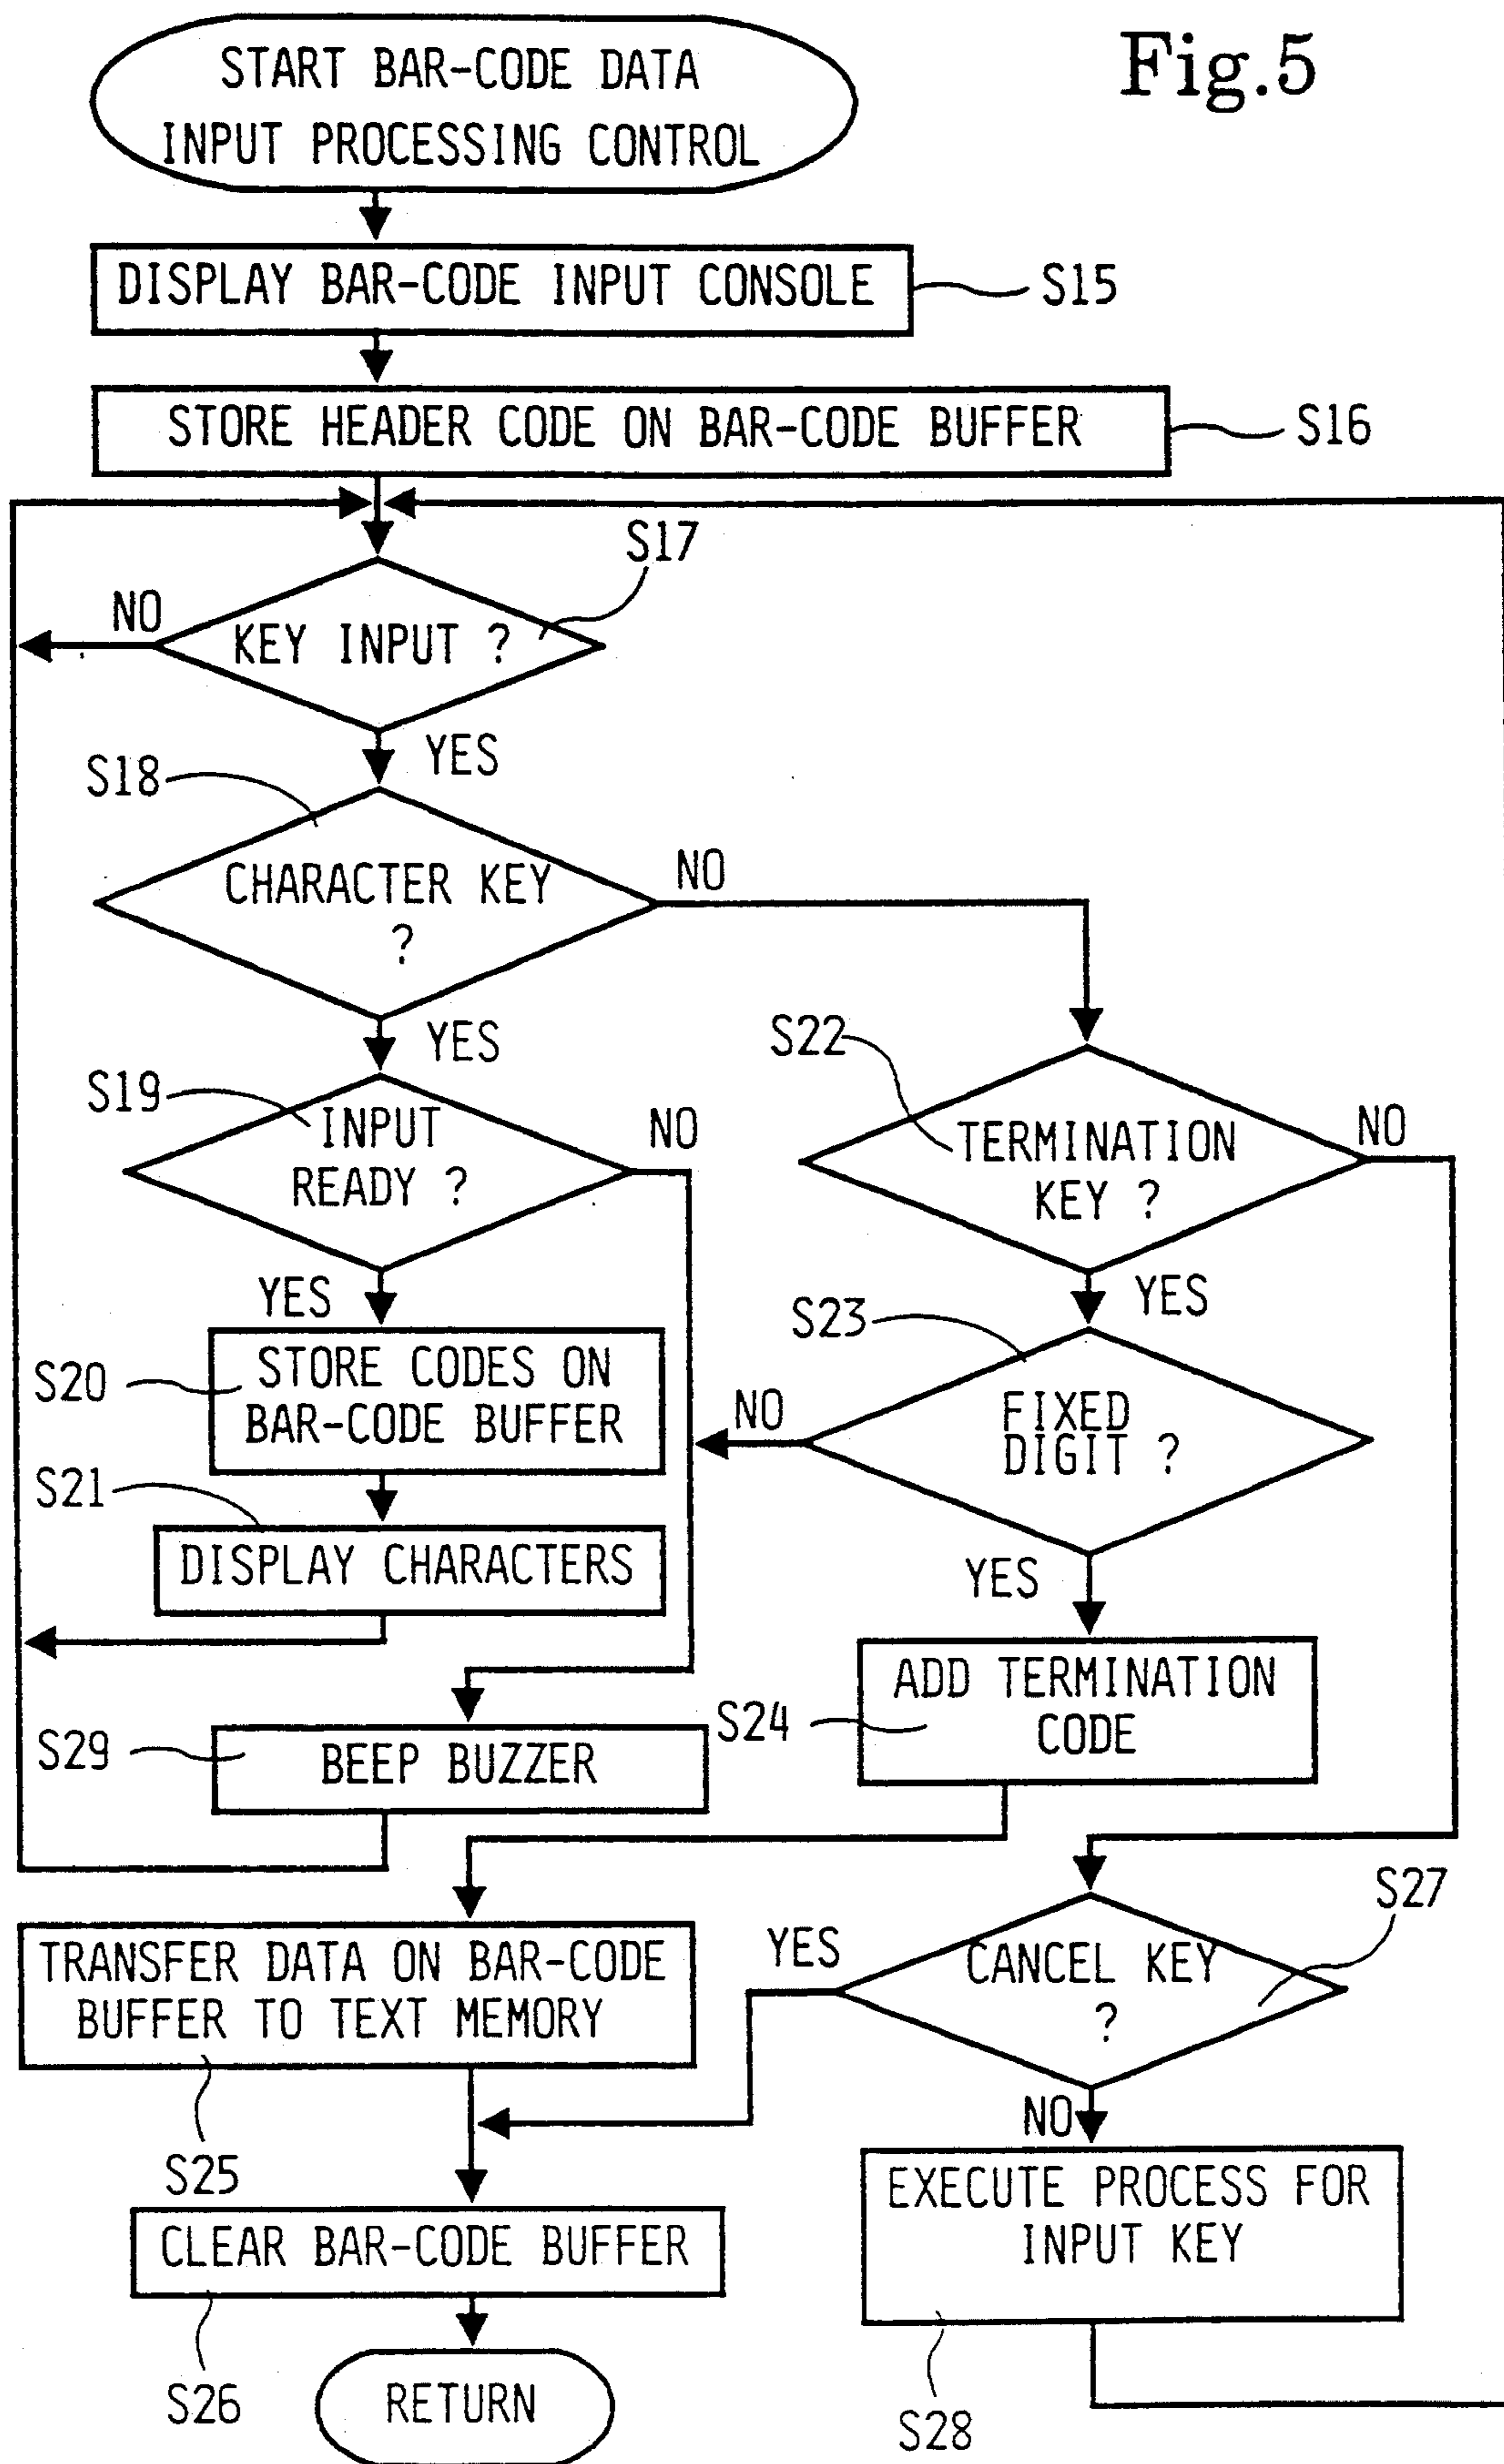 Fig.5
START BAR-CODE DATA
INPUT PROCESSING CONTROL
DISPLAY BAR-CODE INPUT CONSOLE
S15
STORE HEADER CODE ON BAR-CODE BUFFER
S16
S17
NO
KEY INPUT ?
YES
S18
CHARACTER KEY
?
NO
YES
S19
INPUT
READY ?
NO
YES
S20
STORE CODES ON
BAR-CODE BUFFER
S21
DISPLAY CHARACTERS
S22
TERMINATION
KEY ?
NO
YES
S23
FIXED
DIGIT ?
NO
YES
S24
ADD TERMINATION
CODE
S29
BEEP BUZZER
TRANSFER DATA ON BAR-CODE
BUFFER TO TEXT MEMORY
S25
S27
CANCEL KEY
?
YES
NO
EXECUTE PROCESS FOR
INPUT KEY
S28
CLEAR BAR-CODE BUFFER
S26
RETURN